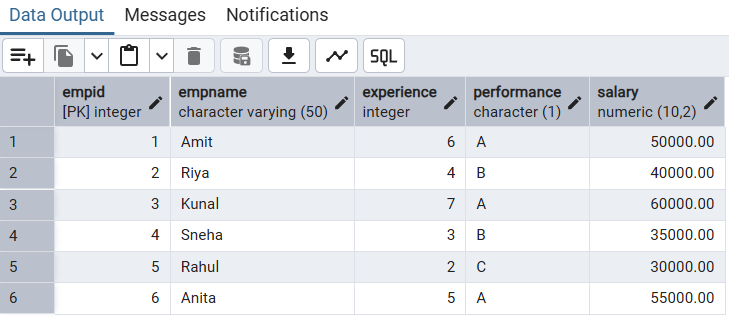 Data Output Messages Notifications
SQL
empid empname experience performance salary
[PK] integer character varying (50) integer character (1) numeric (10,2)
1 1 Amit 6 A 50000.00
2 2 Riya 4 B 40000.00
3 3 Kunal 7 A 60000.00
4 4 Sneha 3 B 35000.00
5 5 Rahul 2 C 30000.00
6 6 Anita 5 A 55000.00